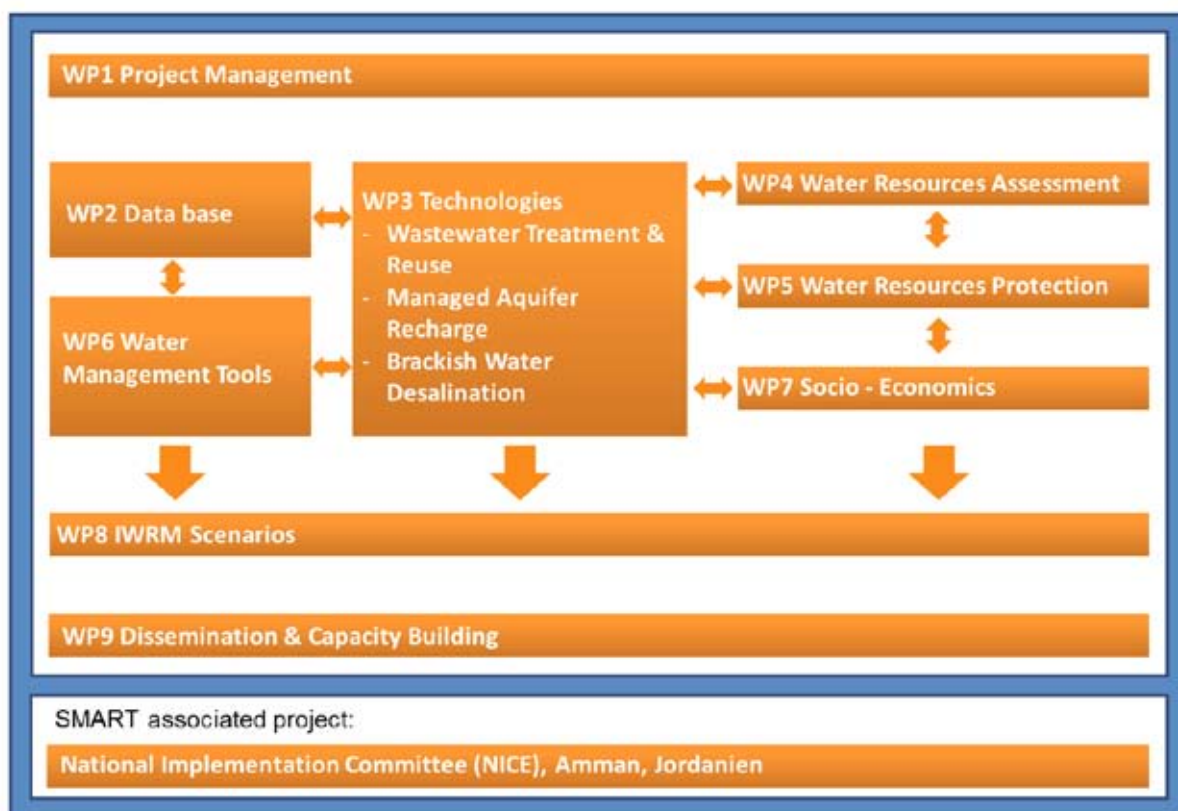 WP1 Project Management
WP2 Data base
WP6 Water
Management Tools
WP3 Technologies
- Wastewater Treatment &
Reuse
- Managed Aquifer
Recharge
- Brackish Water
Desalination
WP4 Water Resources Assessment
WP5 Water Resources Protection
WP7 Socio - Economics
WP8 IWRM Scenarios
WP9 Dissemination & Capacity Building
SMART associated project:
National Implementation Committee (NICE), Amman, Jordanien